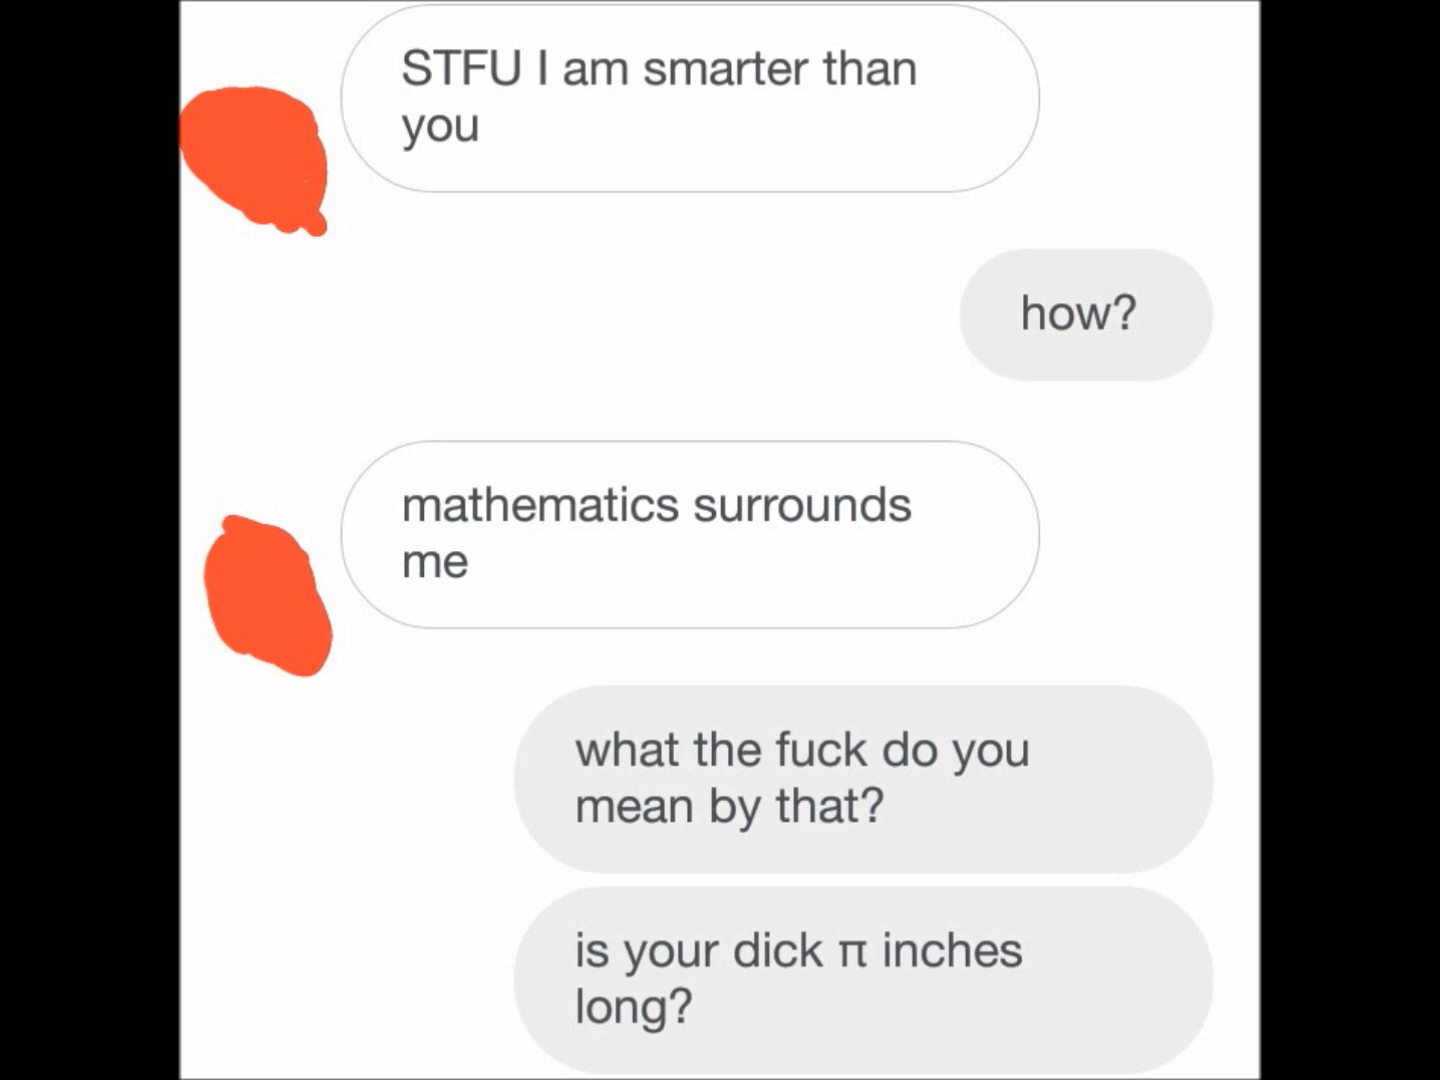 STFU I am smarter than
you
how?
mathematics surrounds
me
what the fuck do you
mean by that?
is your dick π inches
long?